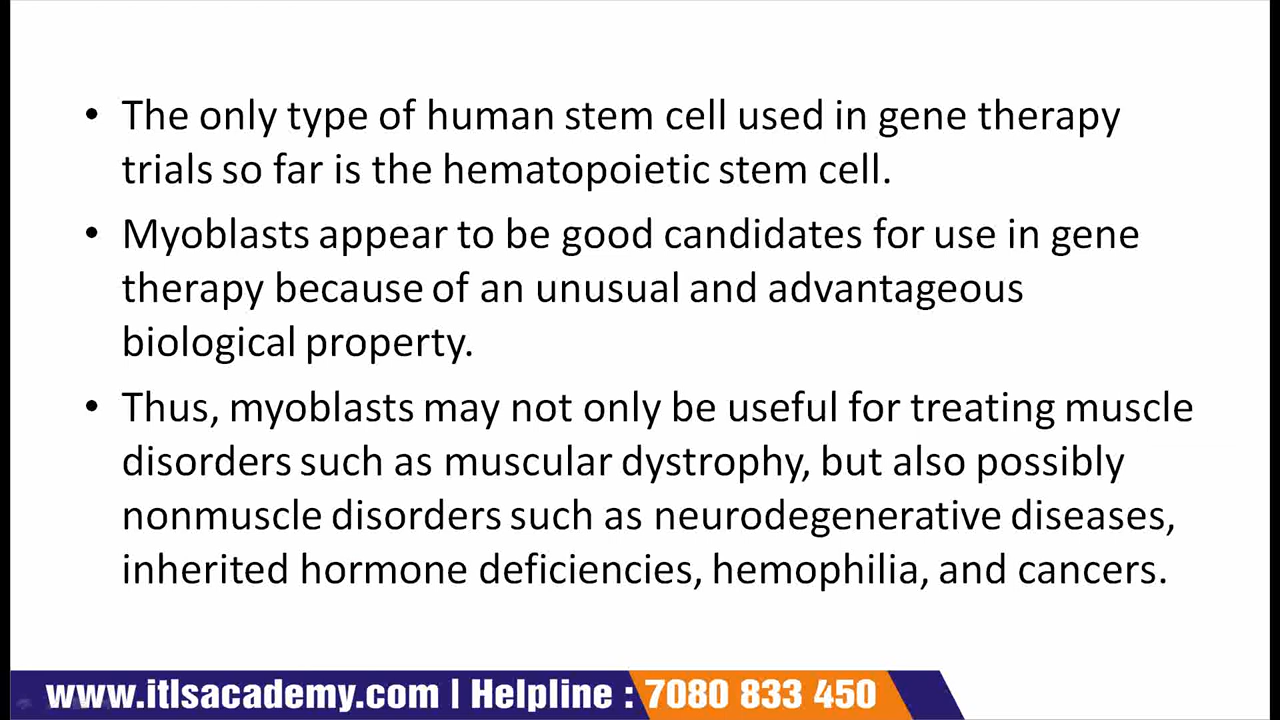 • The only type of human stem cell used in gene therapy
trials so far is the hematopoietic stem cell.
• Myoblasts appear to be good candidates for use in gene
therapy because of an unusual and advantageous
biological property.
• Thus, myoblasts may not only be useful for treating muscle
disorders such as muscular dystrophy, but also possibly
nonmuscle disorders such as neurodegenerative diseases,
inherited hormone deficiencies, hemophilia, and cancers.
www.itlsacademy.com | Helpline : 7080 833 450